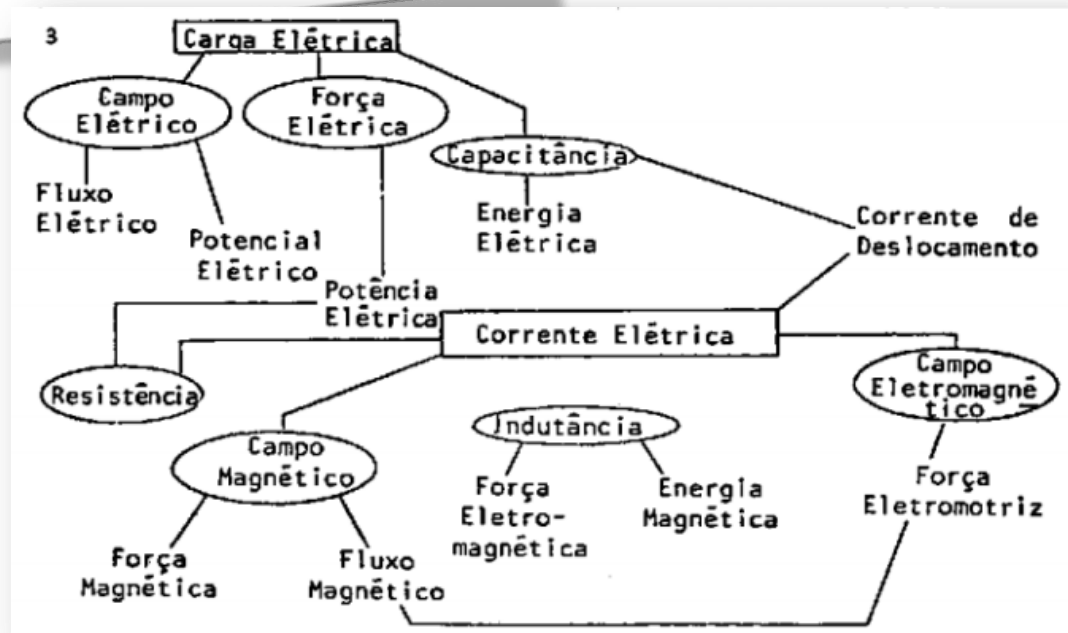 3
Carga Elétrica
Campo
Elétrico
Força
Elétrica
Capacitância
Fluxo
Elétrico
Potencial
Elétrico
Energia
Elétrica
Corrente de
Deslocamento
Potência
Elétrica
Corrente Elétrica
Resistência
Campo
Eletromagné
tico
Indutância
Campo
Magnético
Força
Eletro-
magnética
Energia
Magnética
Força
Eletromotriz
Força
Magnética
Fluxo
Magnético